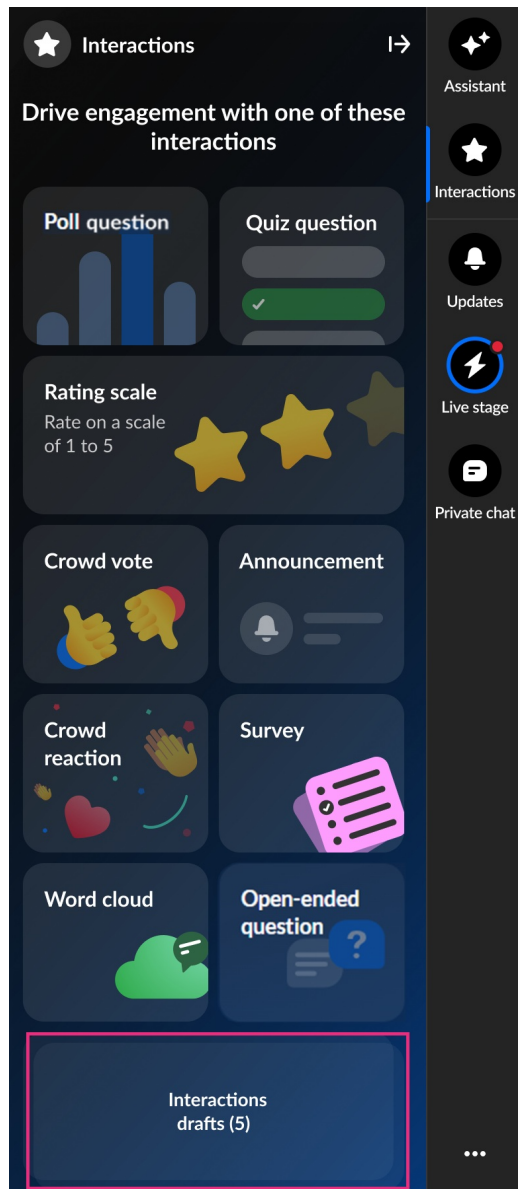 Interactions
Drive engagement with one of these
interactions
Poll question
Quiz question
Rating scale
Rate on a scale
of 1 to 5
Crowd vote
Announcement
Crowd
reaction
Survey
Word cloud
Open-ended
question
?
Interactions
drafts (5)
Assistant
Interactions
Updates
Live stage
Private chat